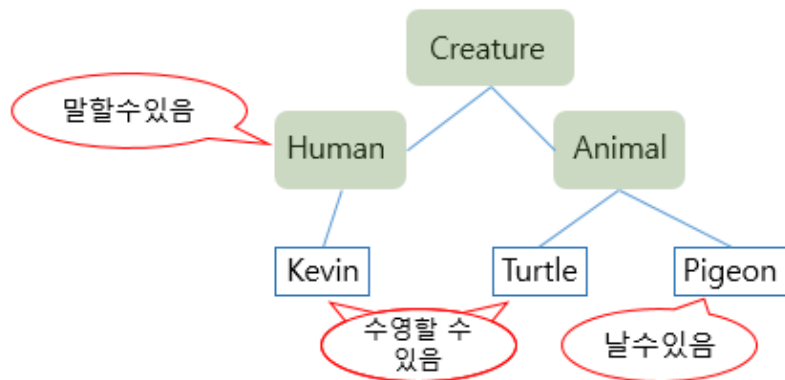 Creature
말할수있음
Human
Animal
Kevin
Turtle
Pigeon
수영할 수
있음
날수있음